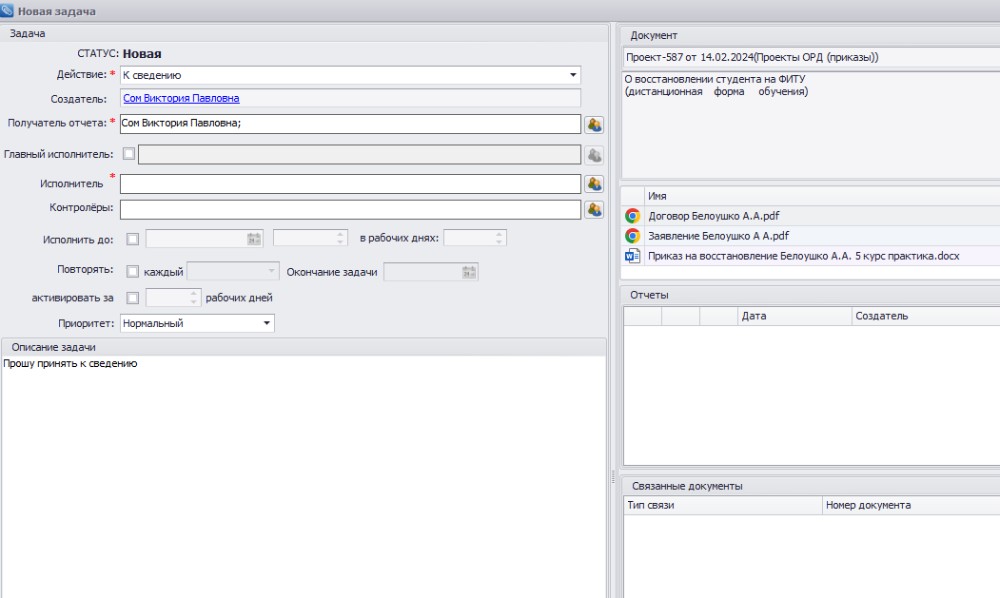 Новая задача
Задача
СТАТУС: Новая
Действие: * К сведению
Создатель: Сом Виктория Павловна
Получатель отчета: * Сом Виктория Павловна;
Главный исполнитель:
Исполнитель *
Контролёры:
Исполнить до: в рабочих днях:
Повторять: каждый Окончание задачи
активировать за рабочих дней
Приоритет: Нормальный
Описание задачи
Прошу принять к сведению
Документ
Проект-587 от 14.02.2024(Проекты ОРД (приказы))
О восстановлении студента на ФИТУ
(дистанционная форма обучения)
Имя
Договор Белоушко А.А.pdf
Заявление Белоушко А А.pdf
Приказ на восстановление Белоушко А.А. 5 курс практика.docx
Отчеты
Дата Создатель
Связанные документы
Тип связи Номер документа